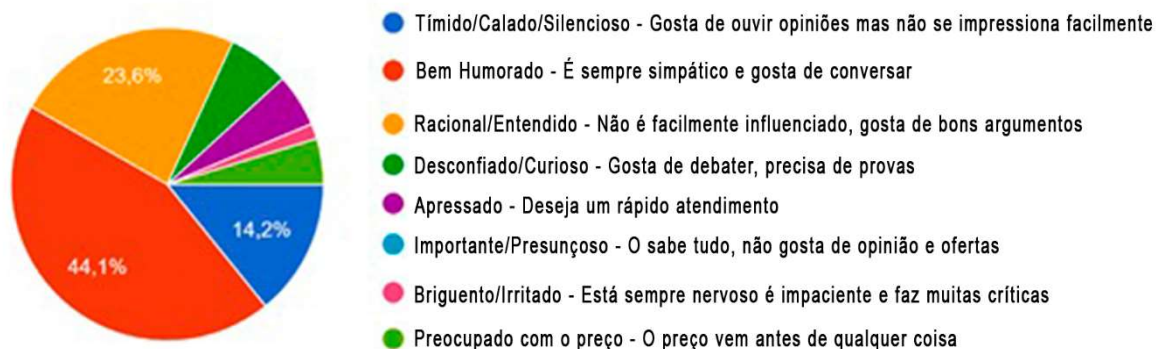 23,6%
14,2%
44,1%
Tímido/Calado/Silencioso - Gosta de ouvir opiniões mas não se impressiona facilmente
Bem Humorado - É sempre simpático e gosta de conversar
Racional/Entendido - Não é facilmente influenciado, gosta de bons argumentos
Desconfiado/Curioso - Gosta de debater, precisa de provas
Apressado - Deseja um rápido atendimento
Importante/Presunçoso - O sabe tudo, não gosta de opinião e ofertas
Briguento/Irritado - Está sempre nervoso é impaciente e faz muitas críticas
Preocupado com o preço - O preço vem antes de qualquer coisa